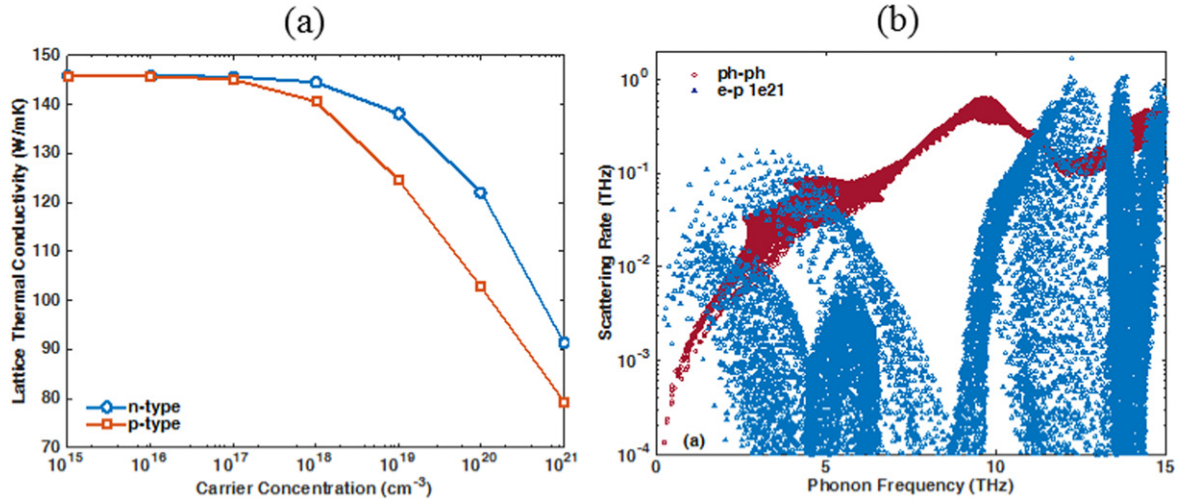 (a)
(b)
150
140
130
120
110
100
90
80
70
Lattice Thermal Conductivity (W/mK)
n-type
p-type
10^15 10^16 10^17 10^18 10^19 10^20 10^21
Carrier Concentration (cm^-3)
10^0
10^-1
10^-2
10^-3
10^-4
Scattering Rate (THz)
ph-ph
e-p 1e21
(a)
0 5 10 15
Phonon Frequency (THz)